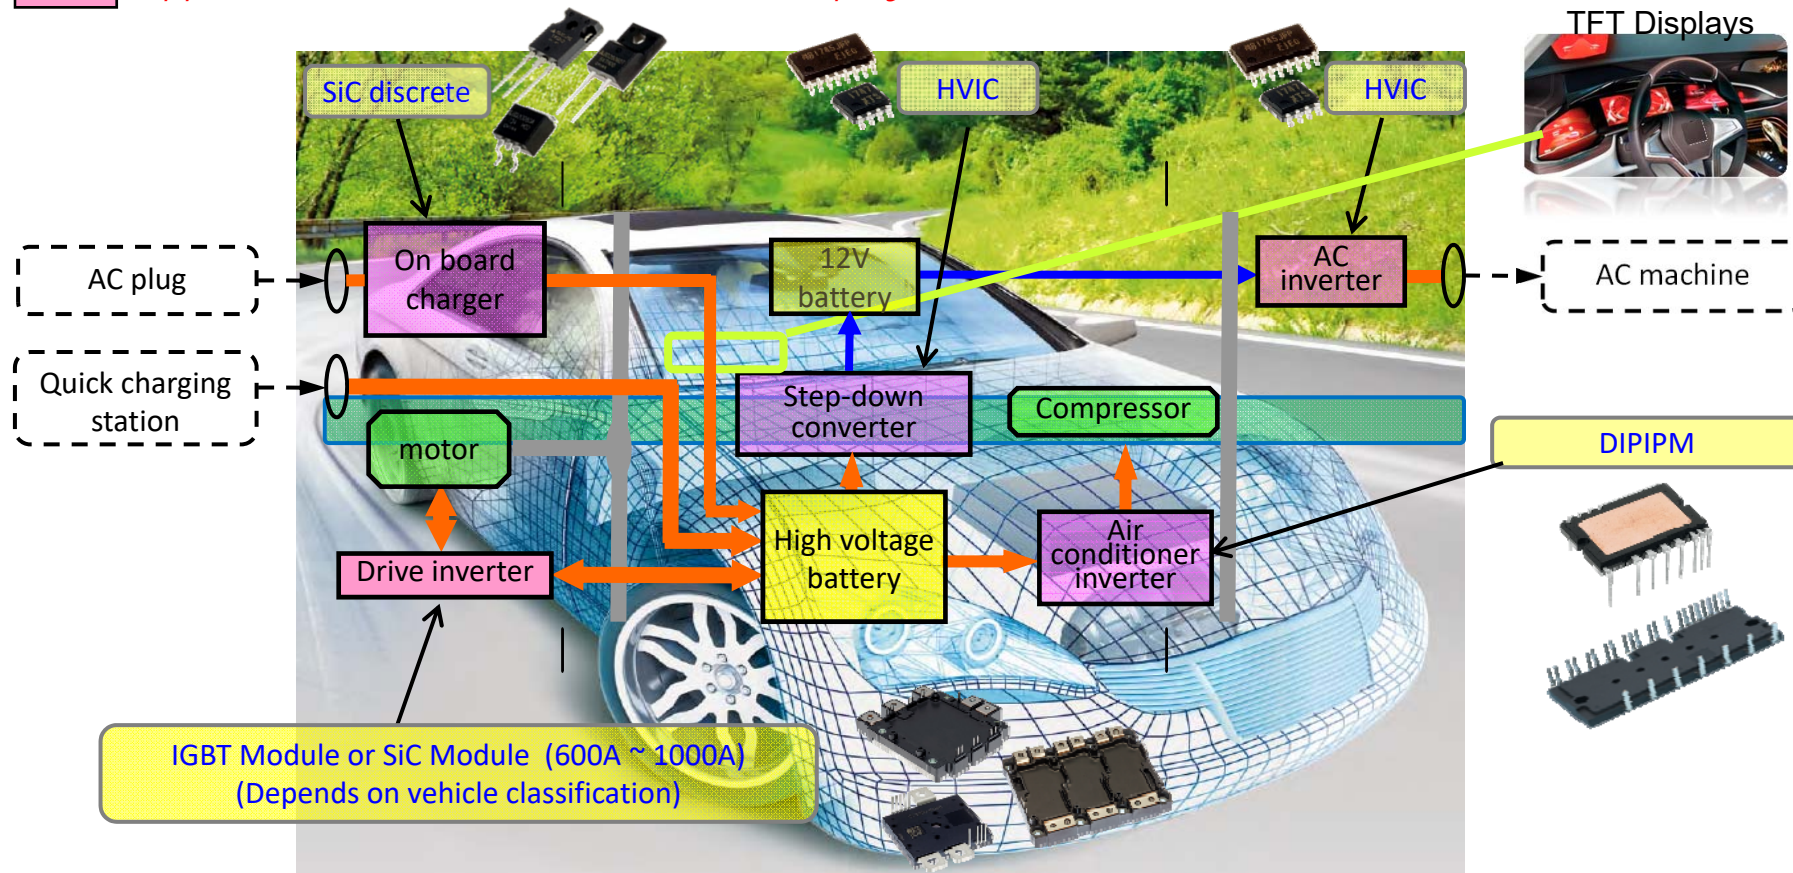 TFT Displays
SiC discrete
HVIC
HVIC
AC plug
On board
charger
12V
battery
AC
inverter
AC machine
Quick charging
station
Step-down
converter
Compressor
motor
DIPIPM
High voltage
battery
Air
conditioner
inverter
Drive inverter
IGBT Module or SiC Module (600A ~ 1000A)
(Depends on vehicle classification)